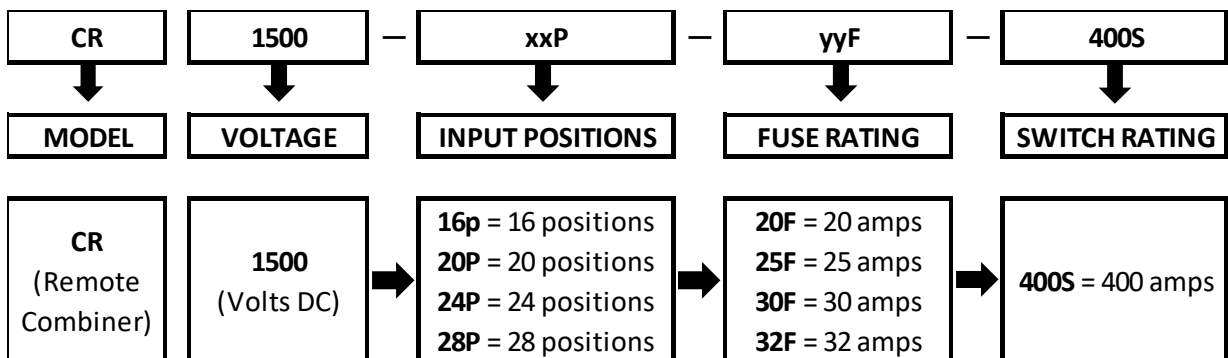 CR 1500 — xxP — yyF — 400S
MODEL VOLTAGE INPUT POSITIONS FUSE RATING SWITCH RATING
CR
(Remote
Combiner)
1500
(Volts DC)
16p = 16 positions
20P = 20 positions
24P = 24 positions
28P = 28 positions
20F = 20 amps
25F = 25 amps
30F = 30 amps
32F = 32 amps
400S = 400 amps